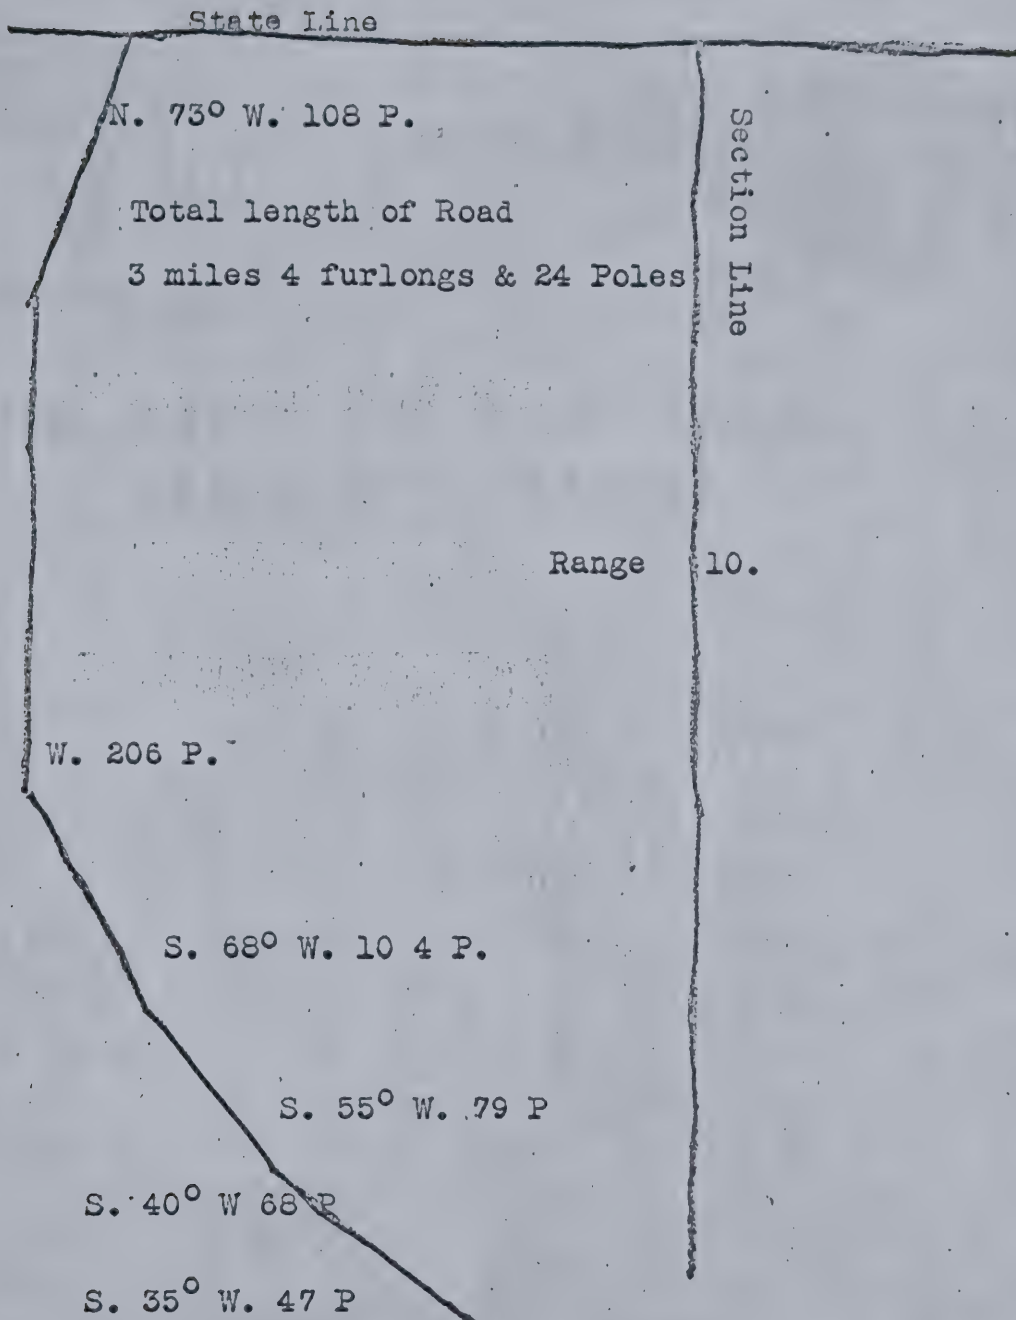 State Line
N. 73° W. 108 P.
Section Line
Total length of Road
3 miles 4 furlongs & 24 Poles
Range 10.
W. 206 P.
S. 68° W. 10 4 P.
S. 55° W. 79 P
S. 40° W 68 P
S. 35° W. 47 P